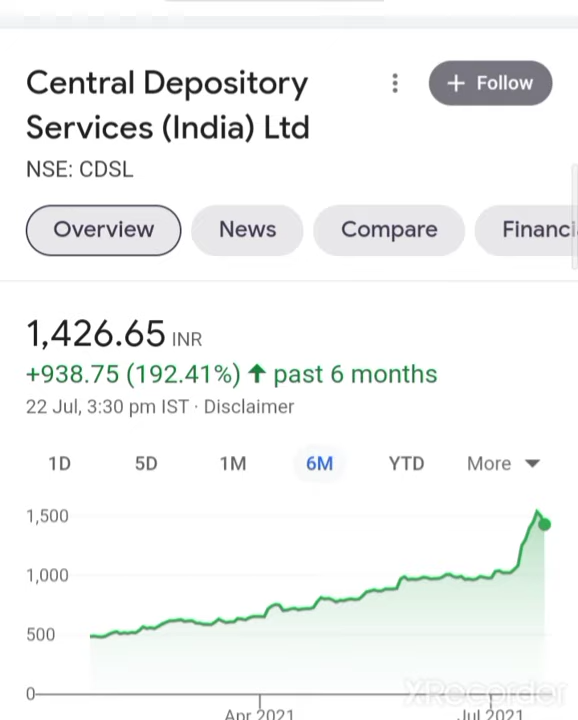 Central Depository
Services (India) Ltd
+ Follow
NSE: CDSL
Overview
News
Compare
Financi
1,426.65 INR
+938.75 (192.41%) ↑ past 6 months
22 Jul, 3:30 pm IST · Disclaimer
1D
5D
1M
6M
YTD
More
1,500
1,000
500
0
Apr 2021
Jul 2021
XRecorder